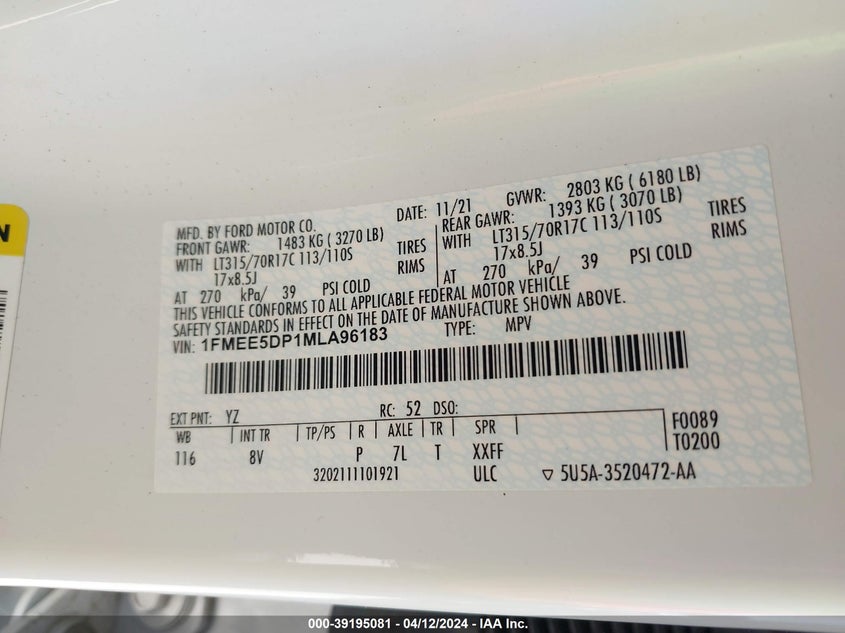 N
MFD. BY FORD MOTOR CO. DATE: 11/21 GVWR: 2803 KG ( 6180 LB)
FRONT GAWR: 1483 KG ( 3270 LB) REAR GAWR: 1393 KG ( 3070 LB)
WITH LT315/70R17C 113/110S TIRES WITH LT315/70R17C 113/110S TIRES
17x8.5J RIMS 17x8.5J RIMS
AT 270 kPa/ 39 PSI COLD AT 270 kPa/ 39 PSI COLD
THIS VEHICLE CONFORMS TO ALL APPLICABLE FEDERAL MOTOR VEHICLE
SAFETY STANDARDS IN EFFECT ON THE DATE OF MANUFACTURE SHOWN ABOVE.
VIN: 1FMEE5DP1MLA96183 TYPE: MPV
EXT PNT: YZ RC: 52 DSO:
WB INT TR TP/PS R AXLE TR SPR F0089
116 8V P 7L T XXFF T0200
3202111101921 ULC ▽ 5U5A-3520472-AA
000-39195081 - 04/12/2024 - IAA Inc.